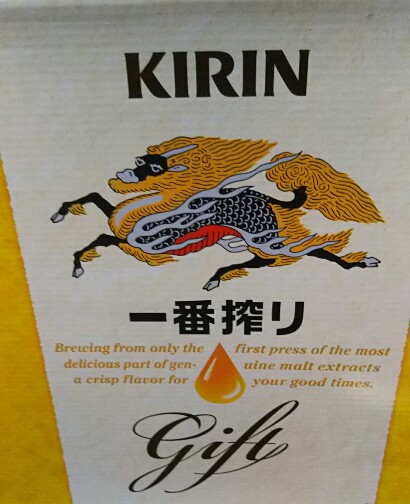 KIRIN
一番搾り
Brewing from only the first press of the most
delicious part of gen- uine malt extracts
a crisp flavor for your good times.
Gift